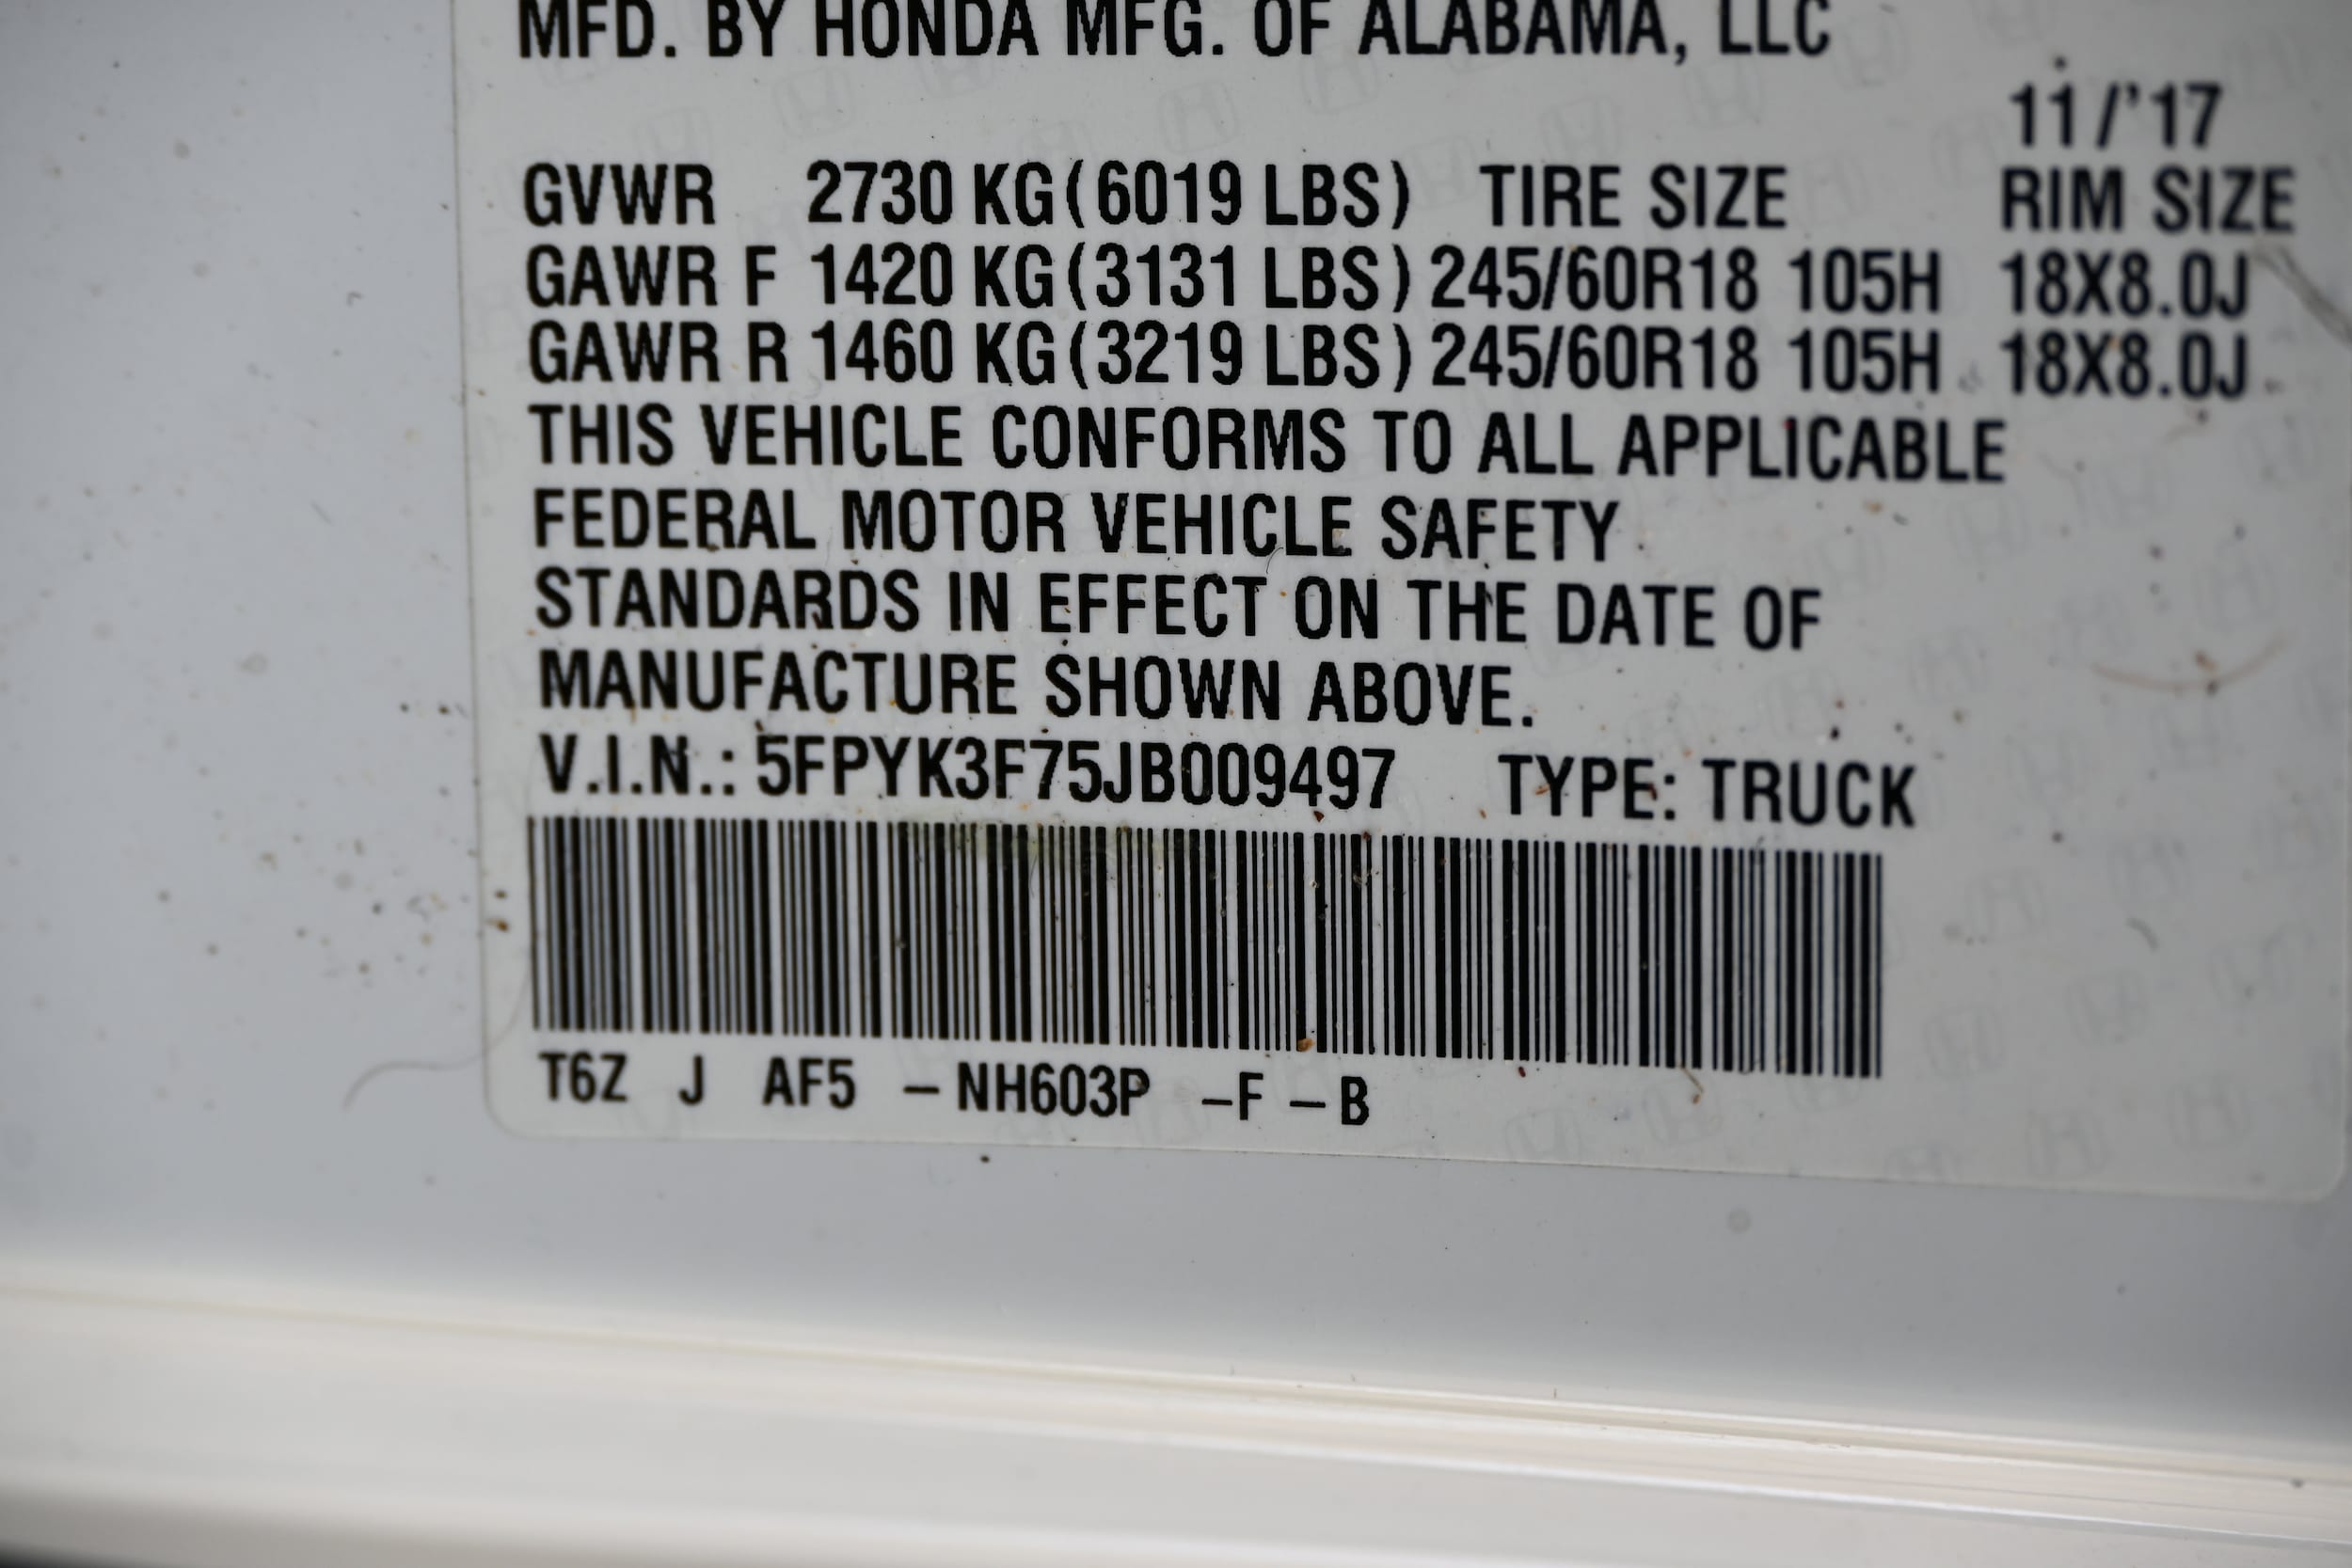 MFD. BY HONDA MFG. OF ALABAMA, LLC
11/'17
GVWR 2730 KG(6019 LBS) TIRE SIZE RIM SIZE
GAWR F 1420 KG(3131 LBS) 245/60R18 105H 18X8.0J
GAWR R 1460 KG(3219 LBS) 245/60R18 105H 18X8.0J
THIS VEHICLE CONFORMS TO ALL APPLICABLE
FEDERAL MOTOR VEHICLE SAFETY
STANDARDS IN EFFECT ON THE DATE OF
MANUFACTURE SHOWN ABOVE.
V.I.N.: 5FPYK3F75JB009497 TYPE: TRUCK
T6Z J AF5 – NH603P –F – B